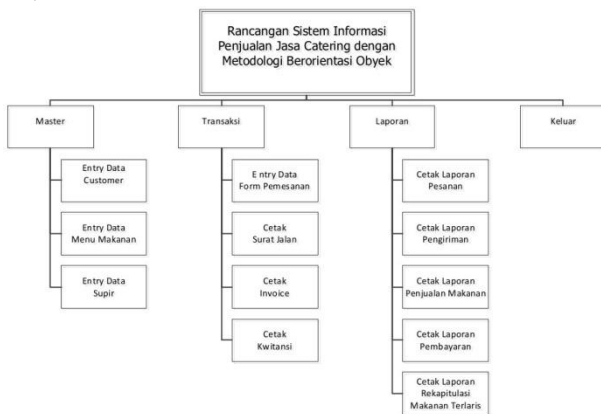 Rancangan Sistem Informasi
Penjualan Jasa Catering dengan
Metodologi Berorientasi Obyek
Master
Transaksi
Laporan
Keluar
Entry Data
Customer
Entry Data
Menu Makanan
Entry Data
Supir
Entry Data
Form Pemesanan
Cetak
Surat Jalan
Cetak
Invoice
Cetak
Kwitansi
Cetak Laporan
Pesanan
Cetak Laporan
Pengiriman
Cetak Laporan
Penjualan Makanan
Cetak Laporan
Pembayaran
Cetak Laporan
Rekapitulasi
Makanan Terlaris